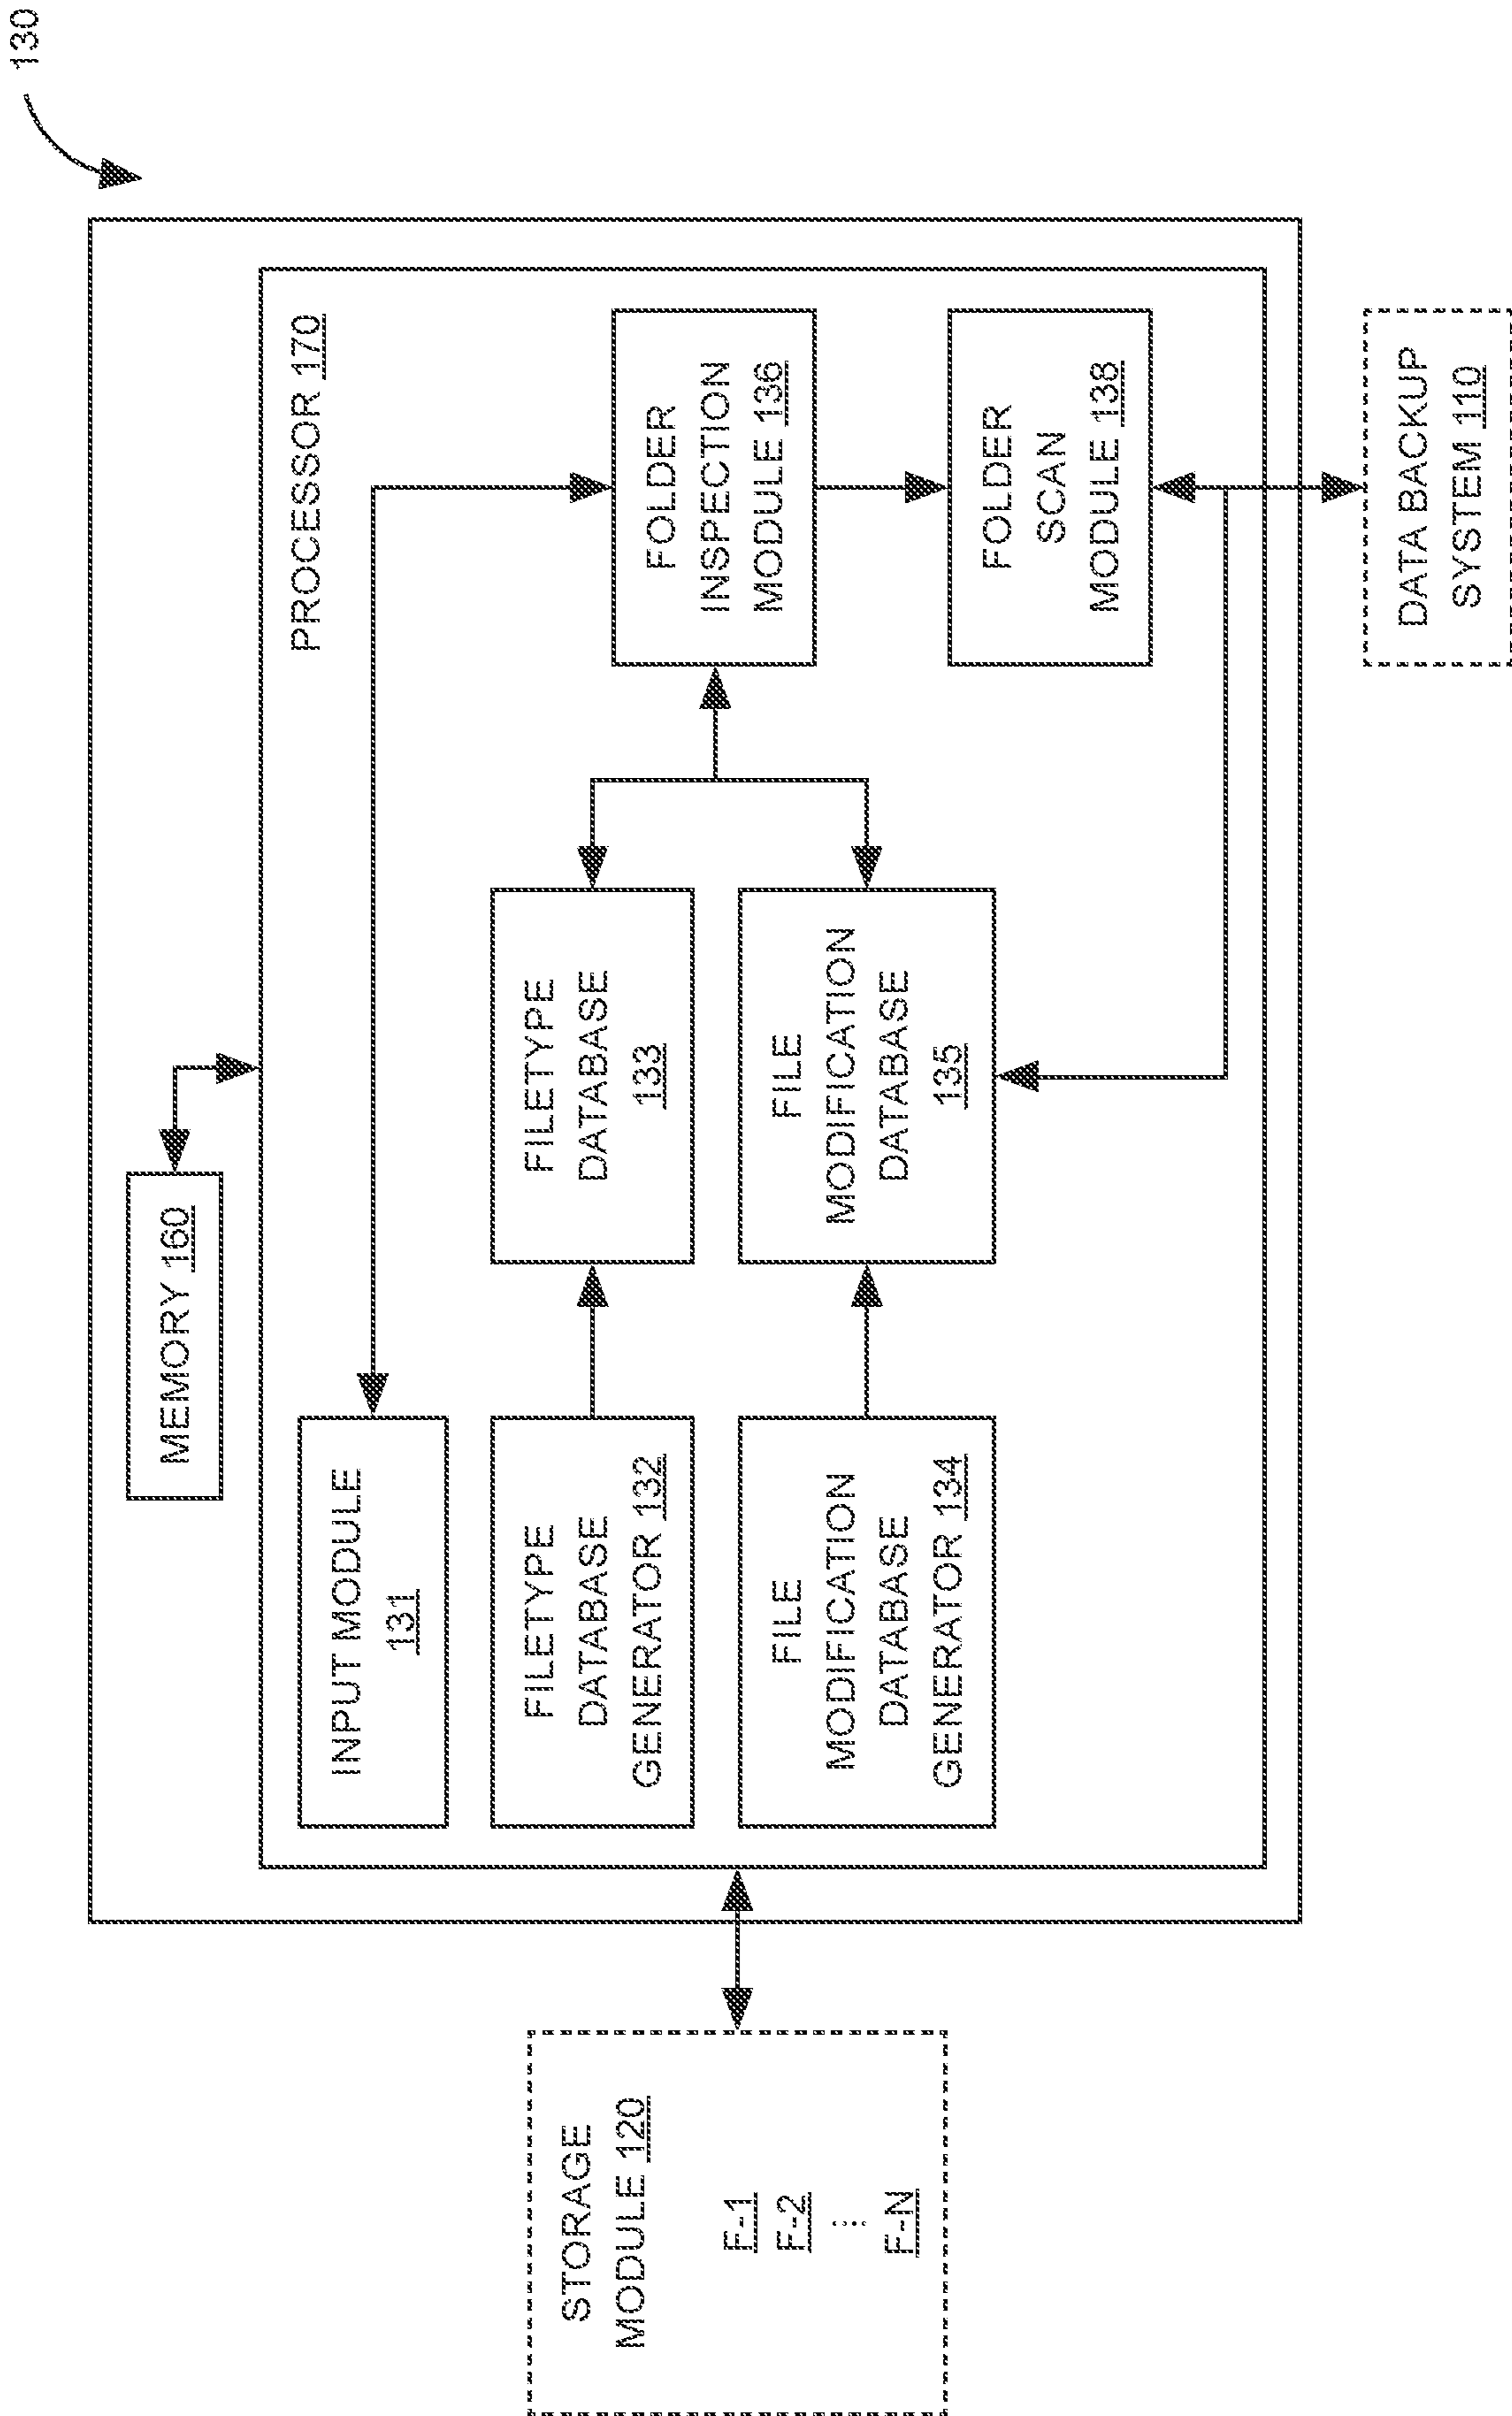 130
MEMORY 160
PROCESSOR 170
INPUT MODULE
131
FILETYPE
DATABASE
GENERATOR 132
FILETYPE
DATABASE
133
FILE
MODIFICATION
DATABASE
GENERATOR 134
FILE
MODIFICATION
DATABASE
135
FOLDER
INSPECTION
MODULE 136
FOLDER
SCAN
MODULE 138
STORAGE
MODULE 120
F-1
F-2
⋮
F-N
DATA BACKUP
SYSTEM 110